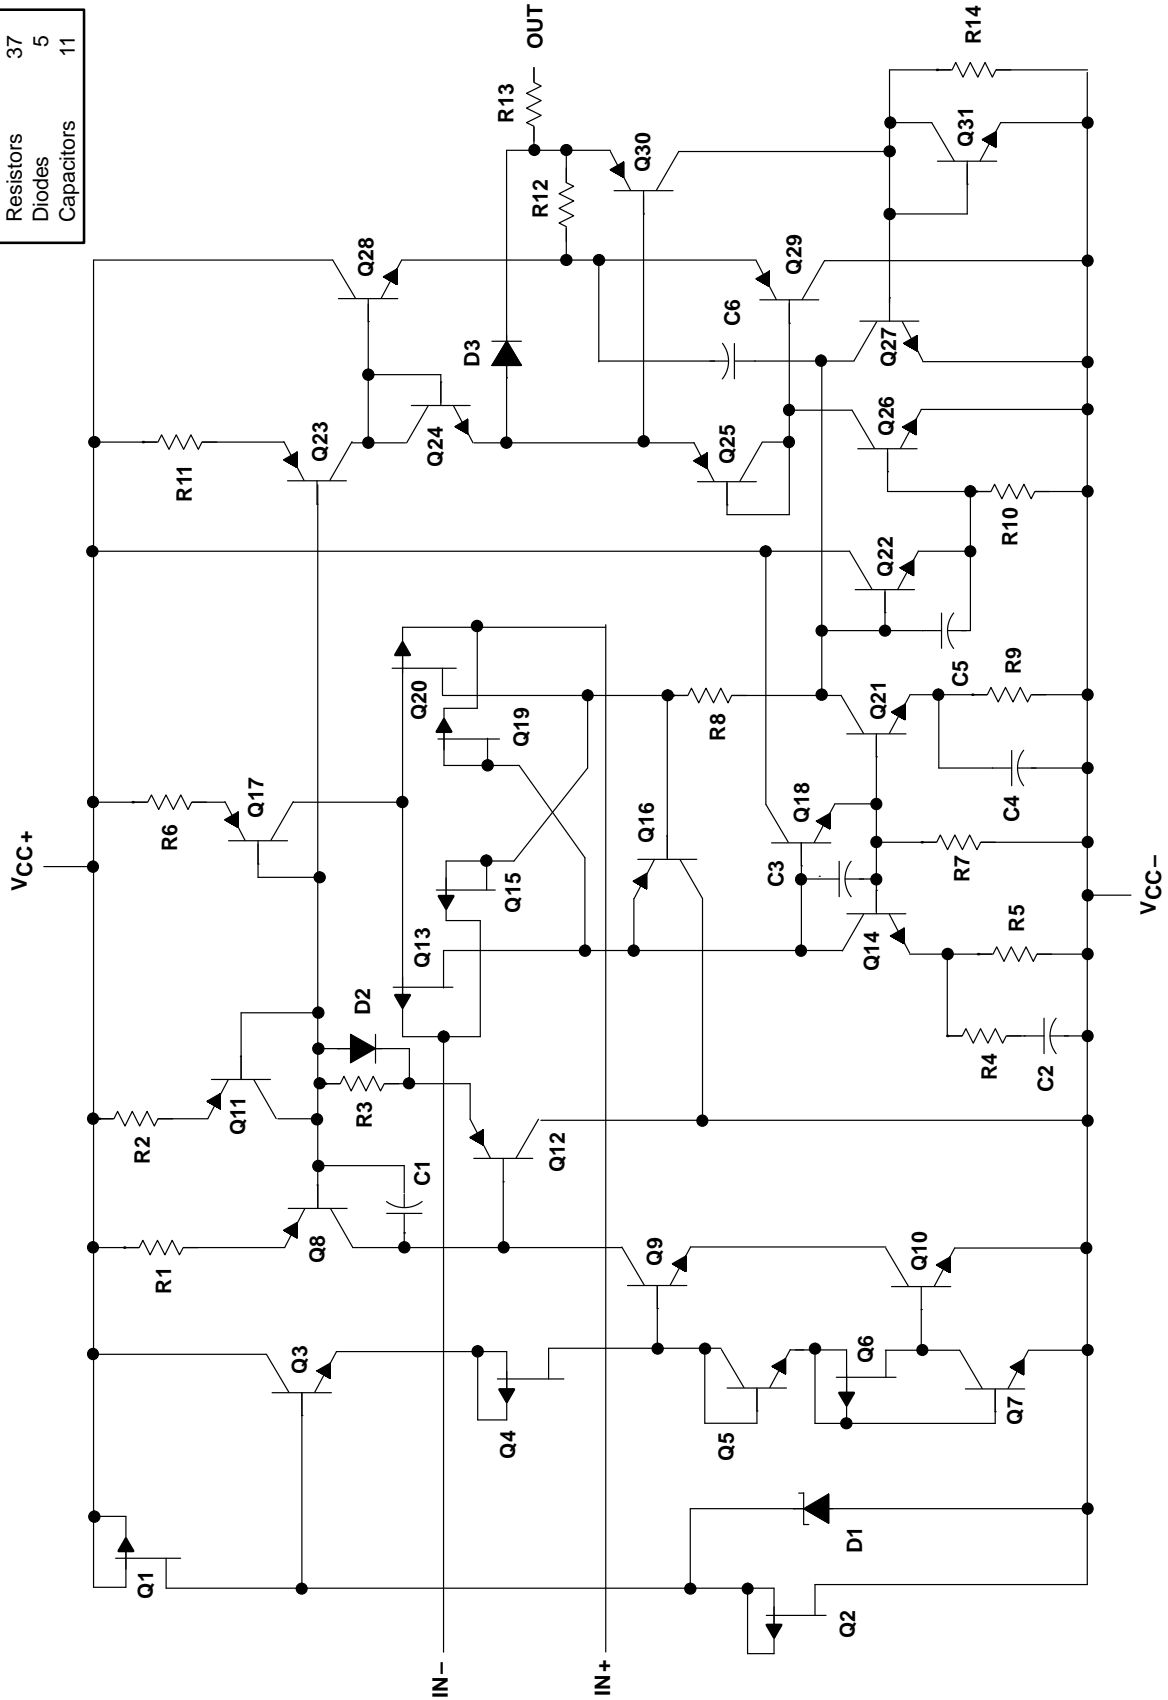 Resistors 37
Diodes 5
Capacitors 11
VCC+
IN−
IN+
OUT
VCC−
Q1
Q2
D1
Q3
Q4
Q5
Q6
Q7
R1
Q8
C1
Q9
Q10
R2
Q11
R3
D2
Q12
R4
C2
R5
Q13
Q14
Q15
Q16
R6
Q17
C3
Q18
R7
C4
Q19
Q20
R8
Q21
R9
C5
Q22
R10
R11
Q23
Q24
D3
Q25
Q26
Q27
C6
Q28
Q29
R12
R13
Q30
Q31
R14